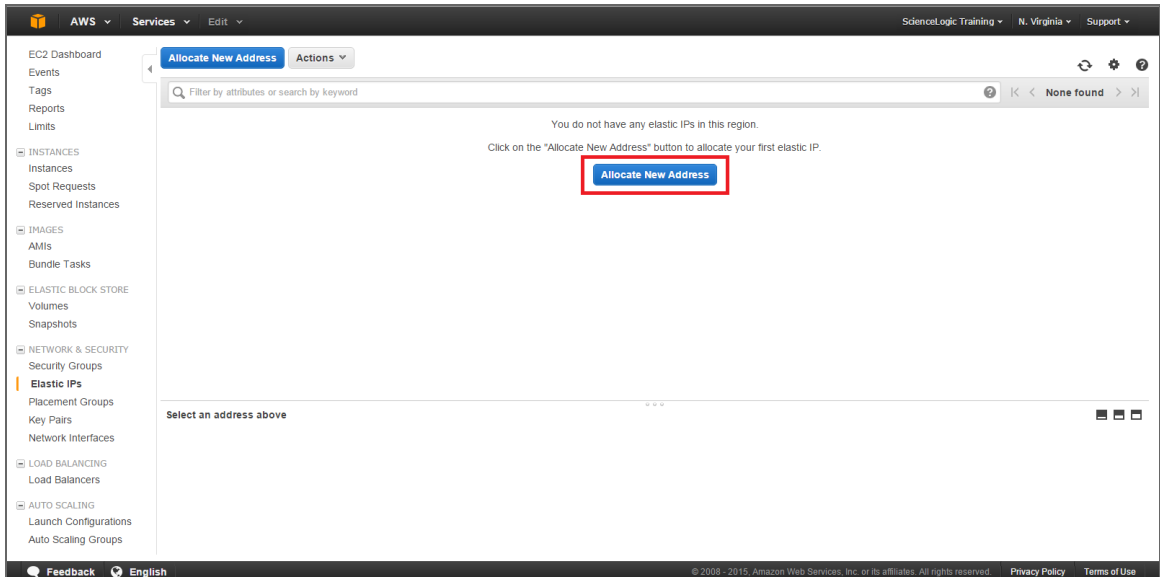 AWS Services Edit ScienceLogic Training N. Virginia Support
EC2 Dashboard
Events
Tags
Reports
Limits
INSTANCES
Instances
Spot Requests
Reserved Instances
IMAGES
AMIs
Bundle Tasks
ELASTIC BLOCK STORE
Volumes
Snapshots
NETWORK & SECURITY
Security Groups
Elastic IPs
Placement Groups
Key Pairs
Network Interfaces
LOAD BALANCING
Load Balancers
AUTO SCALING
Launch Configurations
Auto Scaling Groups
Allocate New Address Actions
Filter by attributes or search by keyword None found
You do not have any elastic IPs in this region.
Click on the "Allocate New Address" button to allocate your first elastic IP.
Allocate New Address
Select an address above
Feedback English © 2008 - 2015, Amazon Web Services, Inc. or its affiliates. All rights reserved. Privacy Policy Terms of Use